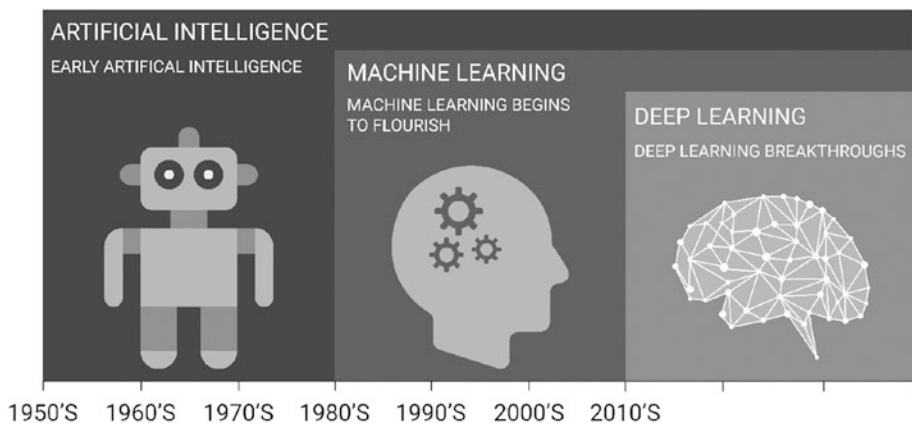 ARTIFICIAL INTELLIGENCE
EARLY ARTIFICAL INTELLIGENCE
MACHINE LEARNING
MACHINE LEARNING BEGINS
TO FLOURISH
DEEP LEARNING
DEEP LEARNING BREAKTHROUGHS
1950'S 1960'S 1970'S 1980'S 1990'S 2000'S 2010'S